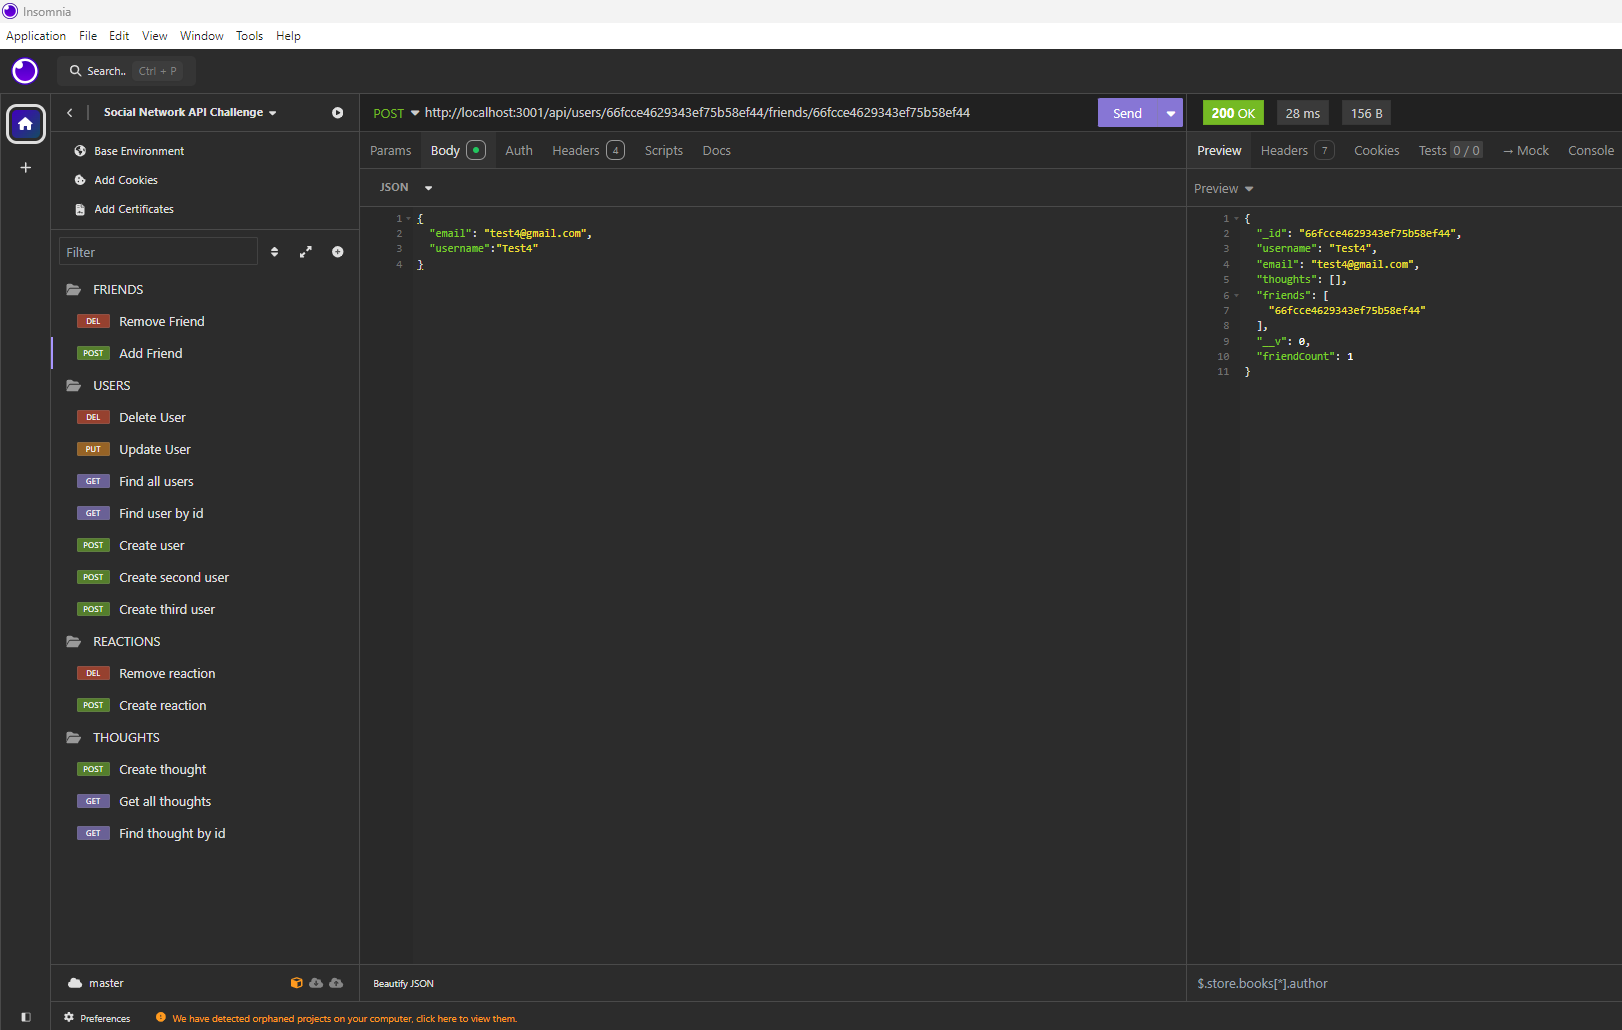 Insomnia
Application File Edit View Window Tools Help
Search.. Ctrl + P
Social Network API Challenge
Base Environment
Add Cookies
Add Certificates
Filter
FRIENDS
DEL Remove Friend
POST Add Friend
USERS
DEL Delete User
PUT Update User
GET Find all users
GET Find user by id
POST Create user
POST Create second user
POST Create third user
REACTIONS
DEL Remove reaction
POST Create reaction
THOUGHTS
POST Create thought
GET Get all thoughts
GET Find thought by id
master
Preferences
We have detected orphaned projects on your computer, click here to view them.
POST http://localhost:3001/api/users/66fcce4629343ef75b58ef44/friends/66fcce4629343ef75b58ef44 Send
Params Body Auth Headers 4 Scripts Docs
JSON
1 {
2 "email": "test4@gmail.com",
3 "username":"Test4"
4 }
Beautify JSON
200 OK 28 ms 156 B
Preview Headers 7 Cookies Tests 0 / 0 → Mock Console
Preview
1 {
2 "_id": "66fcce4629343ef75b58ef44",
3 "username": "Test4",
4 "email": "test4@gmail.com",
5 "thoughts": [],
6 "friends": [
7 "66fcce4629343ef75b58ef44"
8 ],
9 "__v": 0,
10 "friendCount": 1
11 }
$.store.books[*].author